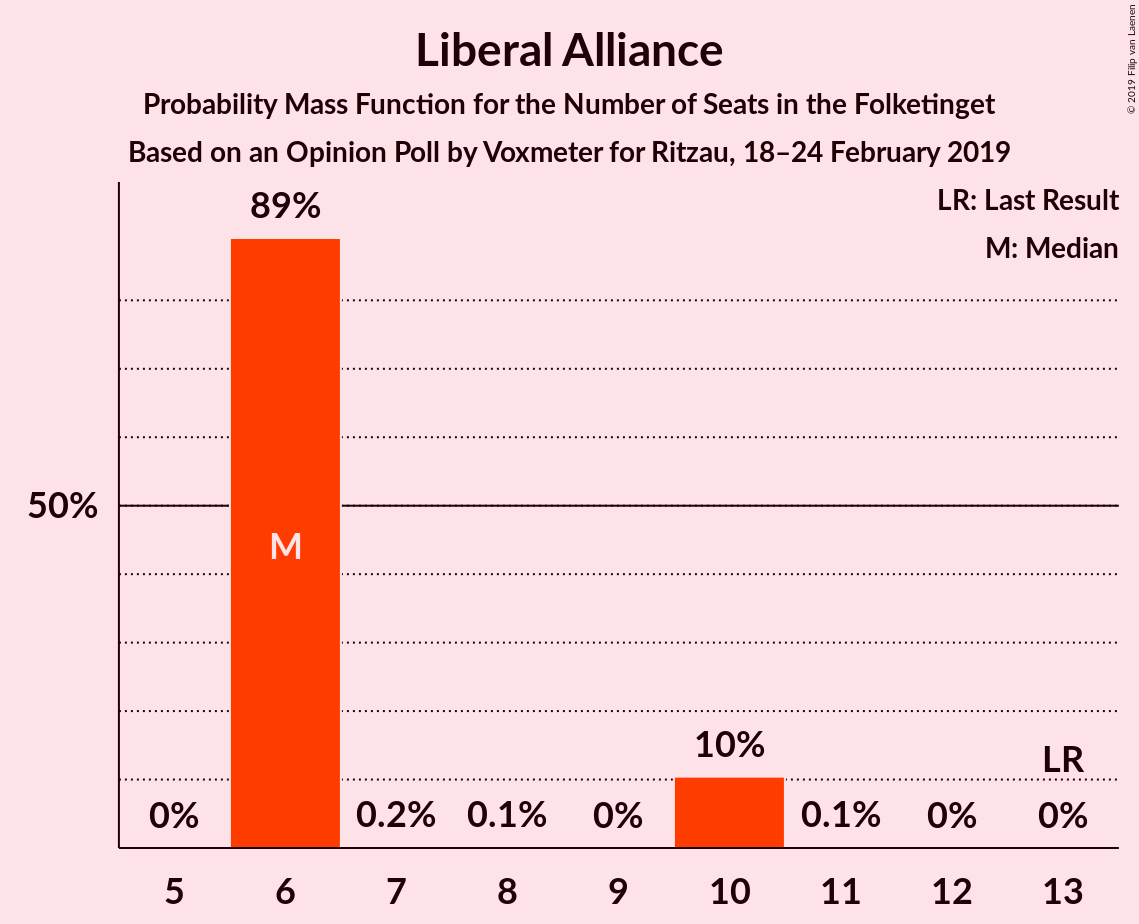 Liberal Alliance
Probability Mass Function for the Number of Seats in the Folketinget
Based on an Opinion Poll by Voxmeter for Ritzau, 18–24 February 2019
© 2019 Filip van Laenen
LR: Last Result
M: Median
89%
50%
M
10%
LR
0%
0.2%
0.1%
0%
0.1%
0%
0%
5 6 7 8 9 10 11 12 13